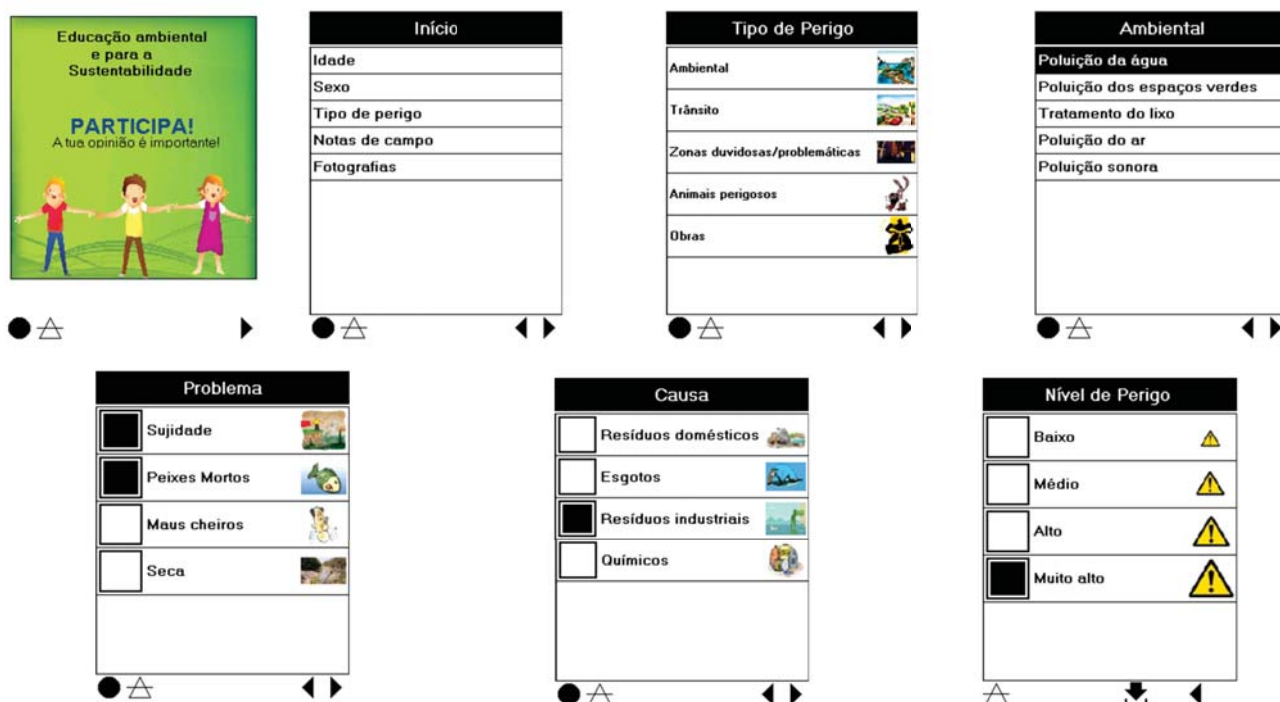 Educação ambiental
e para a
Sustentabilidade
PARTICIPA!
A tua opinião é importante!
Início
Idade
Sexo
Tipo de perigo
Notas de campo
Fotografias
Tipo de Perigo
Ambiental
Trânsito
Zonas duvidosas/problemáticas
Animais perigosos
Obras
Ambiental
Poluição da água
Poluição dos espaços verdes
Tratamento do lixo
Poluição do ar
Poluição sonora
Problema
Sujidade
Peixes Mortos
Maus cheiros
Seca
Causa
Resíduos domésticos
Esgotos
Resíduos industriais
Químicos
Nível de Perigo
Baixo
Médio
Alto
Muito alto